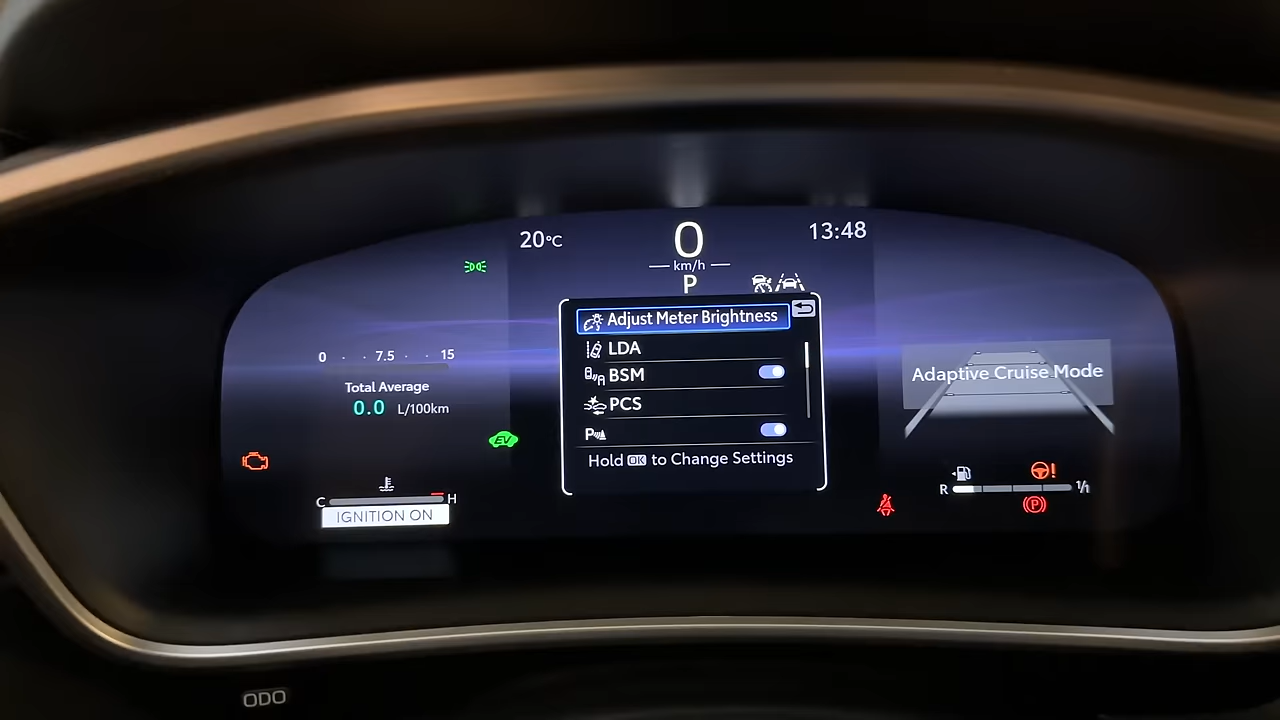 20°C
0
13:48
km/h
P
Adjust Meter Brightness
LDA
BSM
PCS
P
Hold OK to Change Settings
0 7.5 15
Total Average
0.0 L/100km
EV
C H
IGNITION ON
Adaptive Cruise Mode
R 1/1
P
ODO